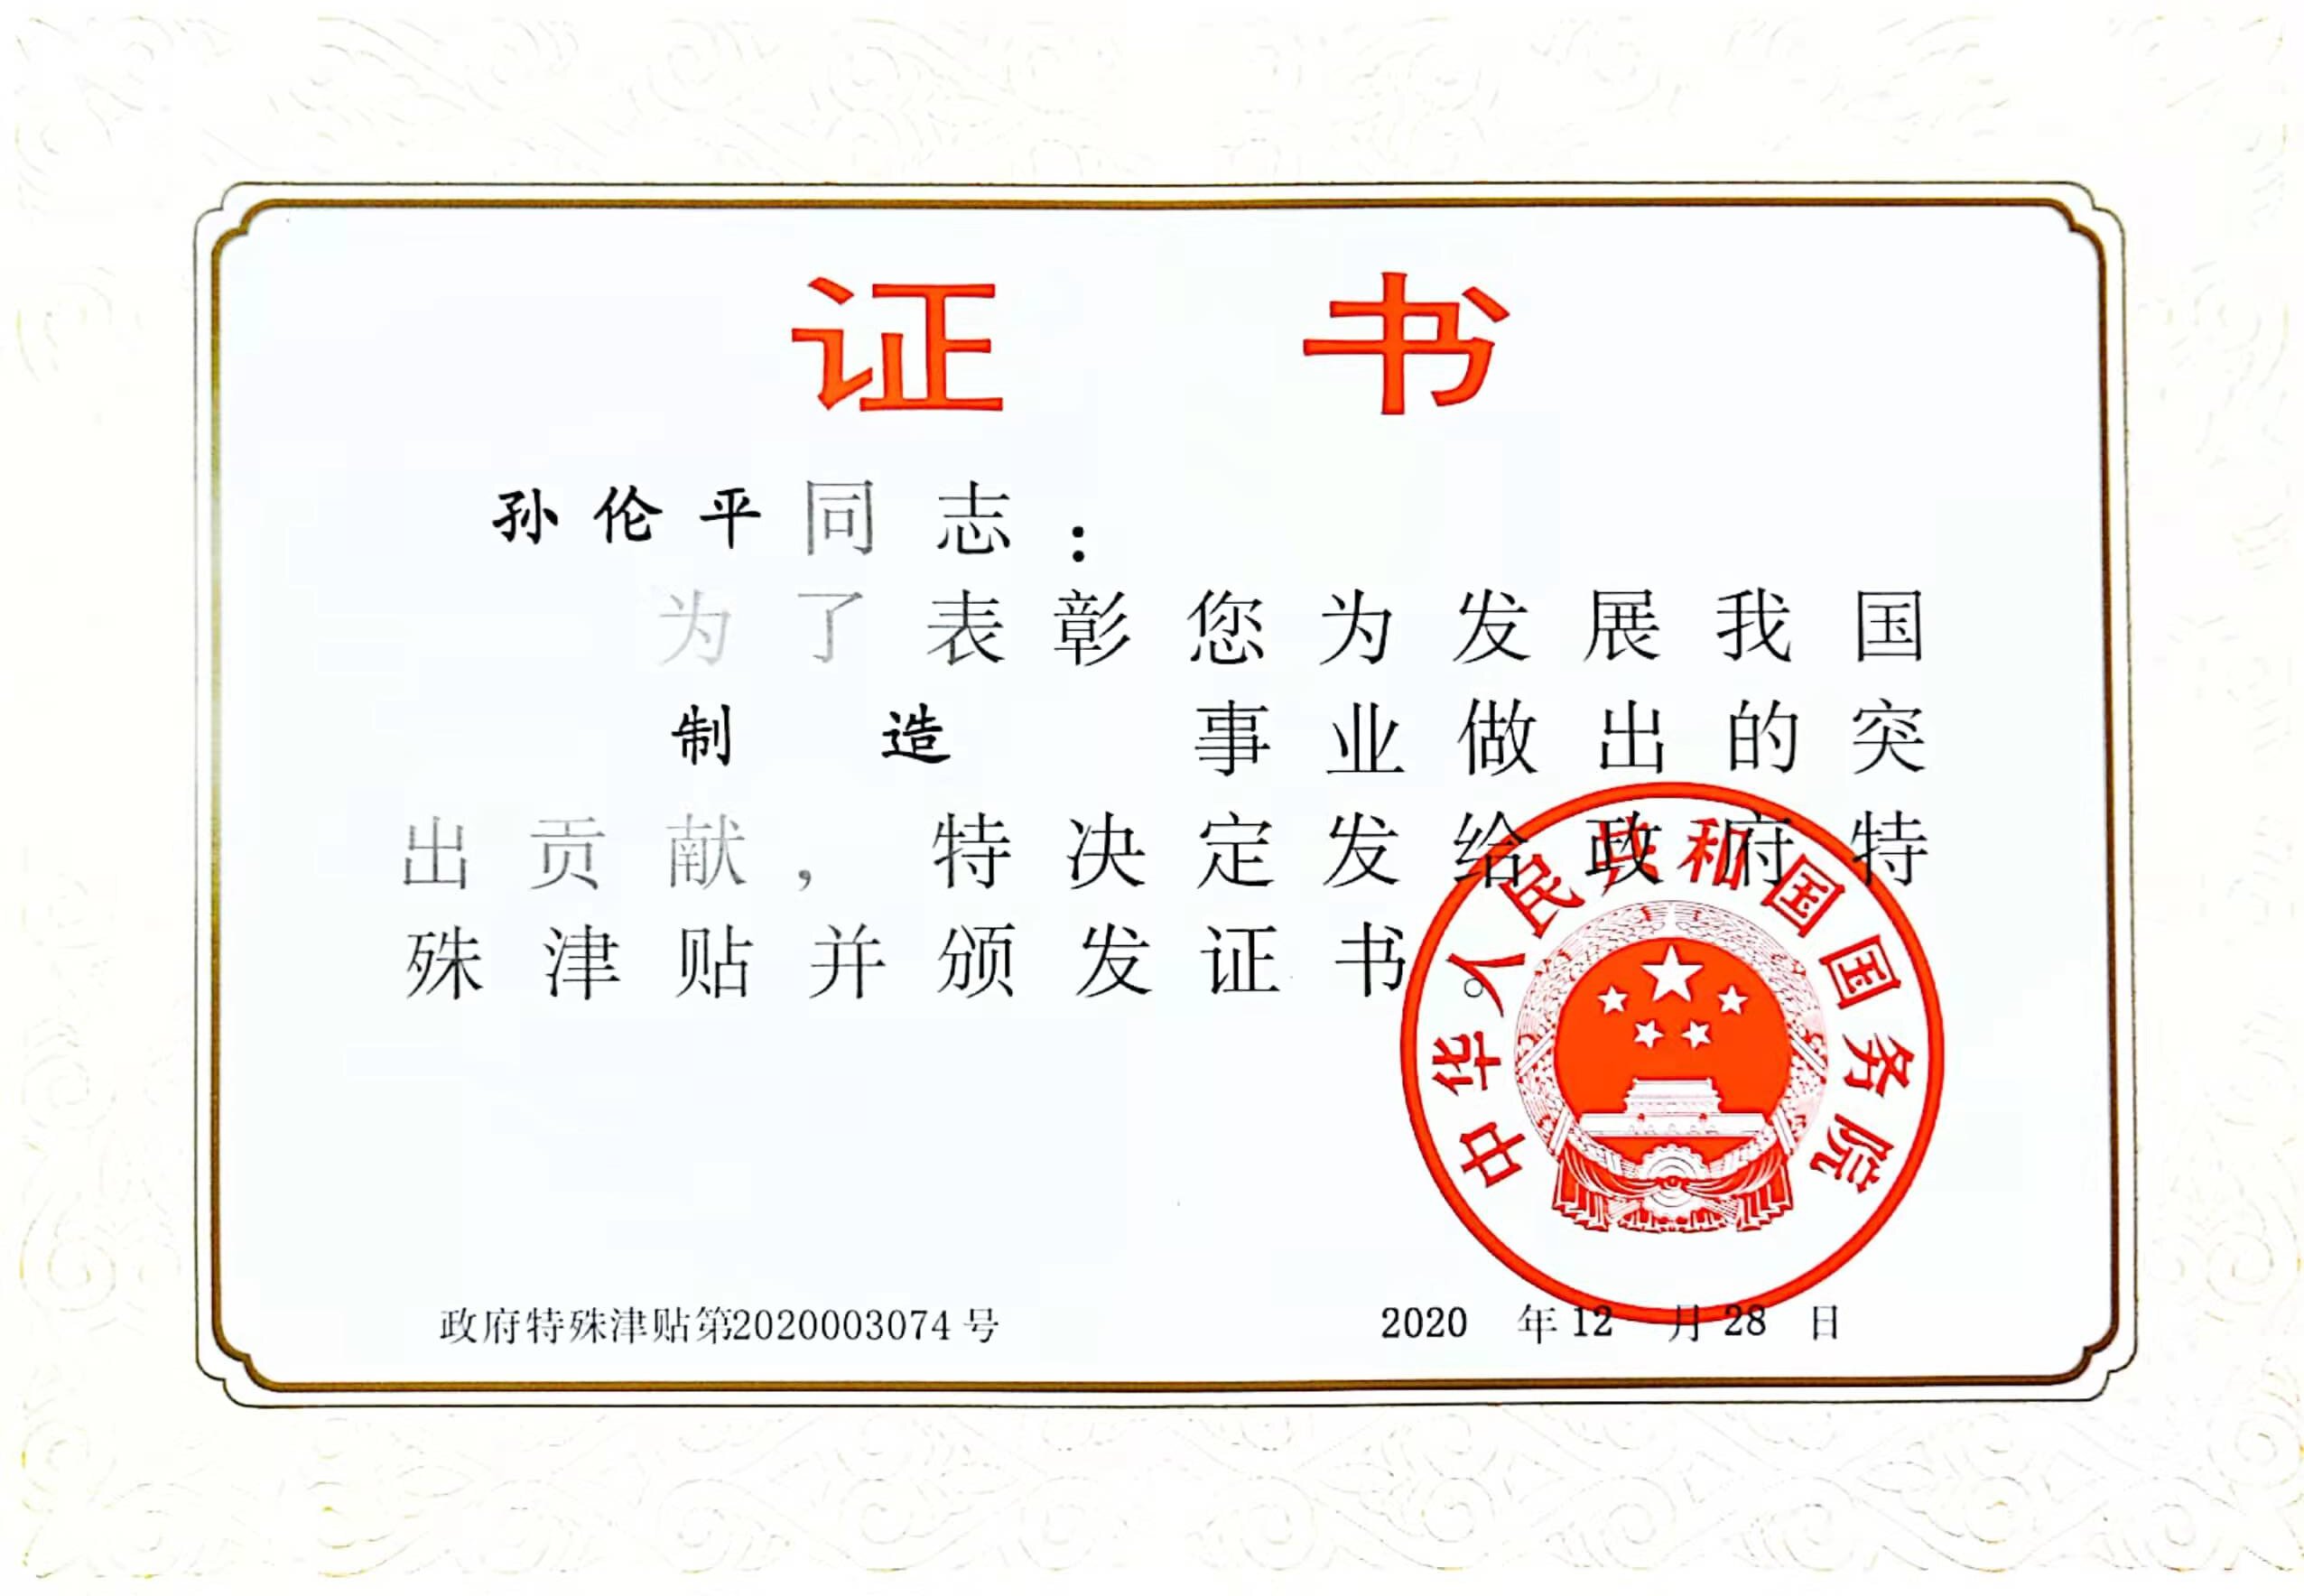 证书
孙伦平同志：
为了表彰您为发展我国
制造事业做出的突
出贡献，特决定发给政府特
殊津贴并颁发证书。
中华人民共和国国务院
政府特殊津贴第2020003074号
2020年12月28日